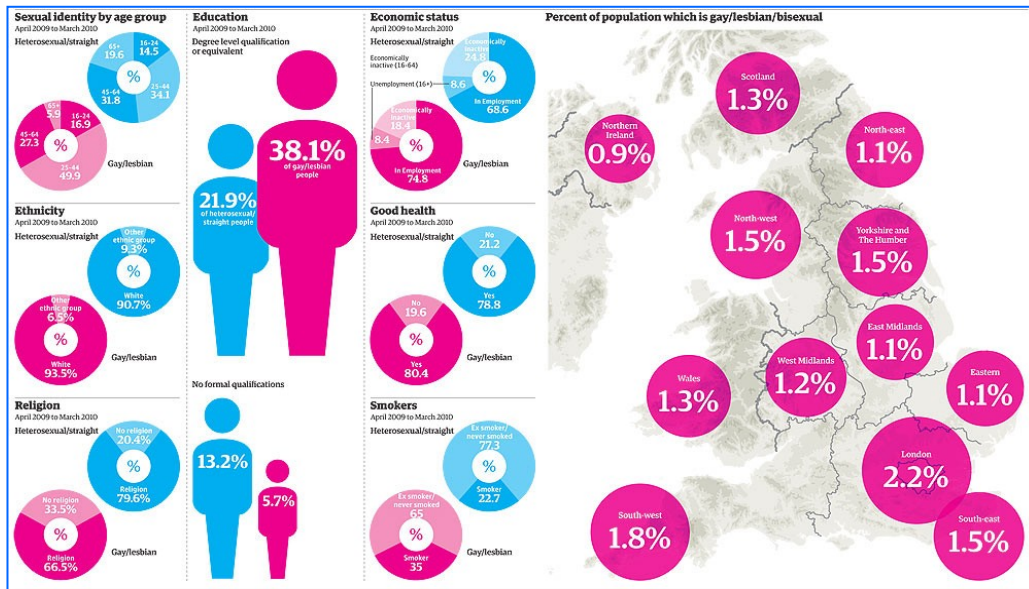 Sexual identity by age group
April 2009 to March 2010
Heterosexual/straight
65+
19.6
16-24
14.5
%
45-64
31.8
25-44
34.1
65+
5.9
16-24
16.9
45-64
27.3
%
25-44
49.9
Gay/lesbian
Ethnicity
April 2009 to March 2010
Heterosexual/straight
Other
ethnic group
9.3%
%
White
90.7%
Other
ethnic group
6.5%
%
White
93.5%
Gay/lesbian
Religion
April 2009 to March 2010
Heterosexual/straight
No religion
20.4%
%
Religion
79.6%
No religion
33.5%
%
Religion
66.5%
Gay/lesbian
Education
April 2009 to March 2010
Degree level qualification
or equivalent
38.1%
of gay/lesbian
people
21.9%
of heterosexual/
straight people
No formal qualifications
13.2%
5.7%
Economic status
April 2009 to March 2010
Heterosexual/straight
Economically
inactive (16-64)
Unemployment (16+)
Economically
inactive
24.8
8.6
%
In Employment
68.6
Economically
inactive
18.4
8.4
%
In Employment
74.8
Gay/lesbian
Good health
April 2009 to March 2010
Heterosexual/straight
No
21.2
%
Yes
78.8
No
19.6
%
Yes
80.4
Gay/lesbian
Smokers
April 2009 to March 2010
Heterosexual/straight
Ex smoker/
never smoked
77.3
%
Smoker
22.7
Ex smoker/
never smoked
65
%
Smoker
35
Gay/lesbian
Percent of population which is gay/lesbian/bisexual
Scotland
1.3%
Northern
Ireland
0.9%
North-east
1.1%
North-west
1.5%
Yorkshire and
The Humber
1.5%
East Midlands
1.1%
West Midlands
1.2%
Wales
1.3%
Eastern
1.1%
London
2.2%
South-west
1.8%
South-east
1.5%